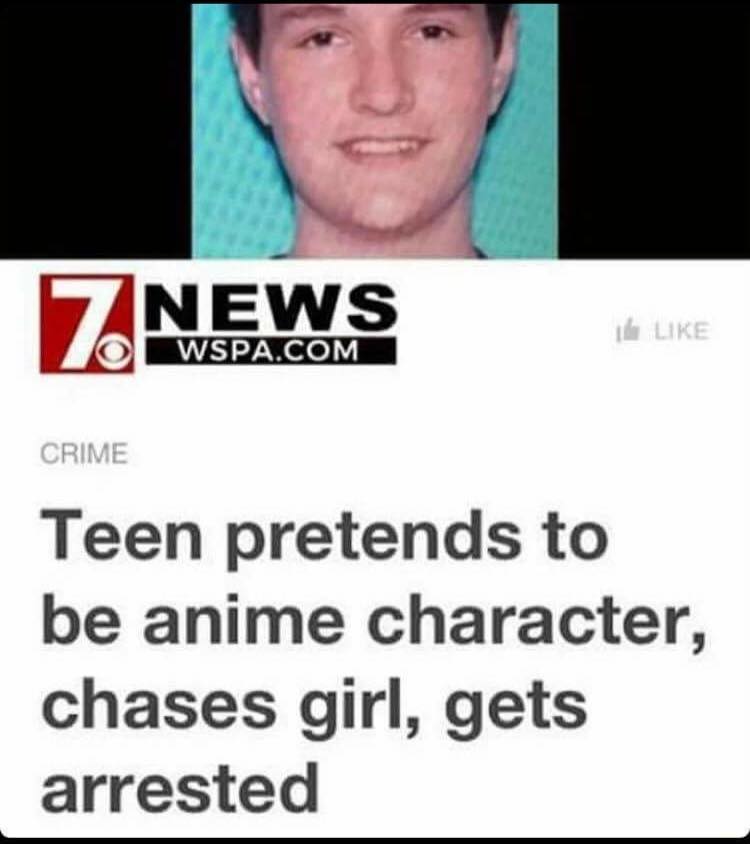 7 NEWS
WSPA.COM
LIKE
CRIME
Teen pretends to
be anime character,
chases girl, gets
arrested